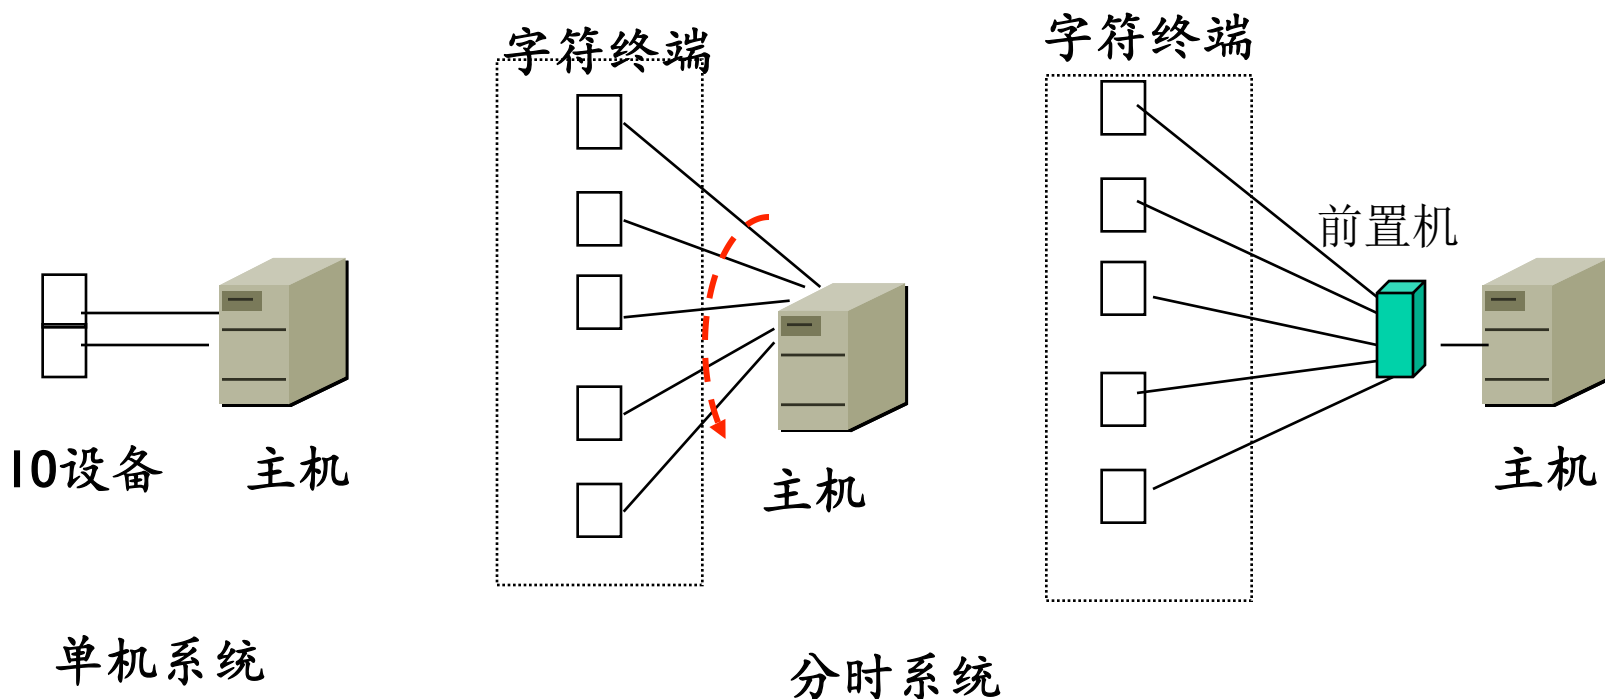 字符终端
字符终端
前置机
IO设备
主机
主机
主机
单机系统
分时系统